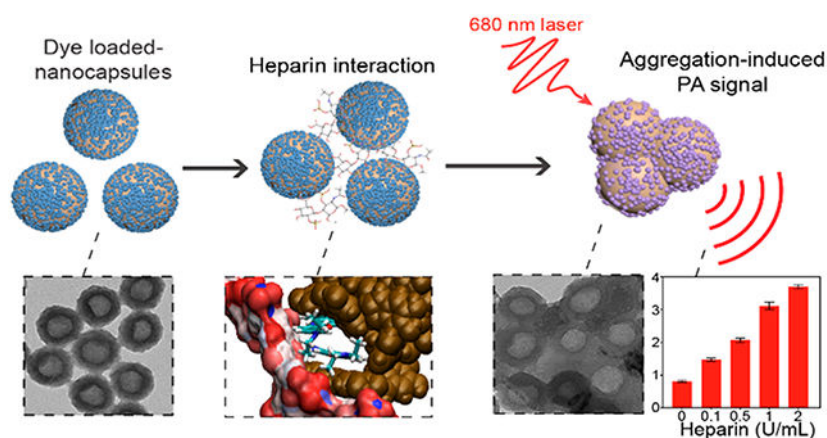 Dye loaded-
nanocapsules
Heparin interaction
680 nm laser
Aggregation-induced
PA signal
4
3
2
1
0
0 0.1 0.5 1 2
Heparin (U/mL)